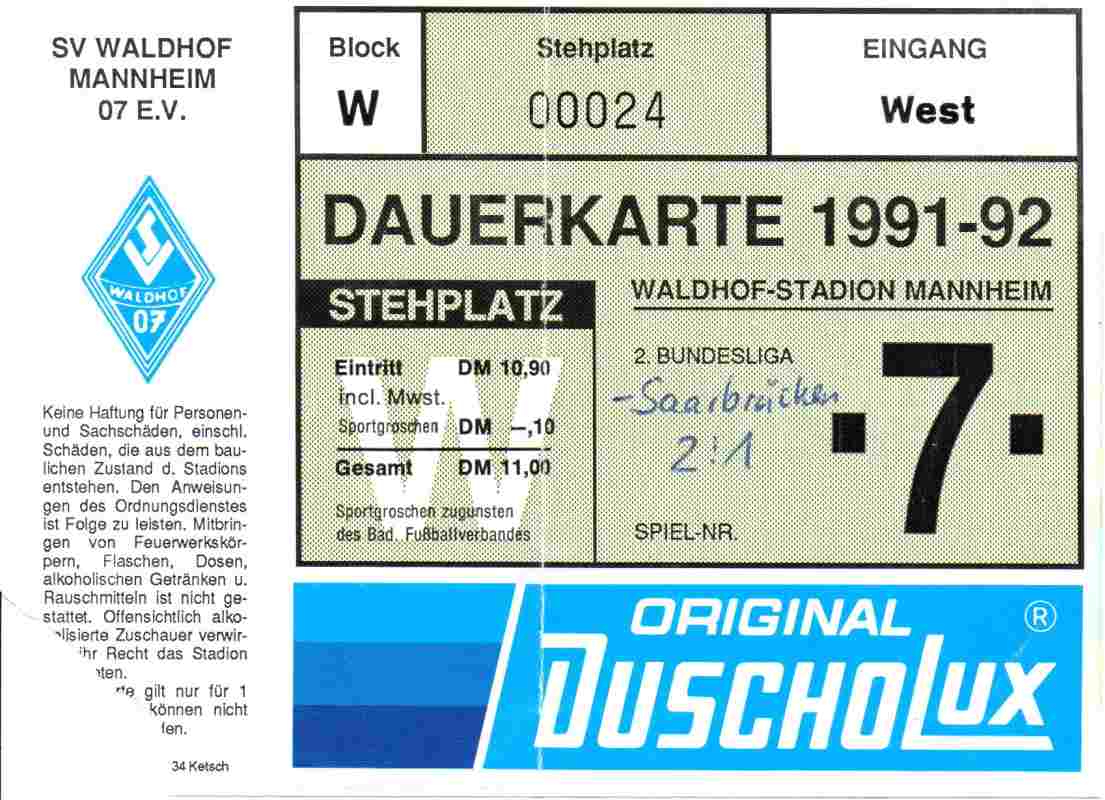 SV WALDHOF
MANNHEIM
07 E.V.
WALDHOF
07
Keine Haftung für Personen-
und Sachschäden, einschl.
Schäden, die aus dem bau-
lichen Zustand d. Stadions
entstehen. Den Anweisun-
gen des Ordnungsdienstes
ist Folge zu leisten. Mitbrin-
gen von Feuerwerkskör-
pern, Flaschen, Dosen,
alkoholischen Getränken u.
Rauschmitteln ist nicht ge-
stattet. Offensichtlich alko-
lisierte Zuschauer verwir-
ihr Recht das Stadion
ten.
gilt nur für 1
können nicht
fen.
34 Ketsch
Block
W
Stehplatz
00024
EINGANG
West
DAUERKARTE 1991-92
STEHPLATZ
W
Eintritt DM 10,90
incl. Mwst.
Sportgroschen DM –,10
Gesamt DM 11,00
Sportgroschen zugunsten
des Bad. Fußballverbandes
WALDHOF-STADION MANNHEIM
2. BUNDESLIGA
-Saarbrücken
2:1
SPIEL-NR.
7
ORIGINAL ®
DUSCHOLUX